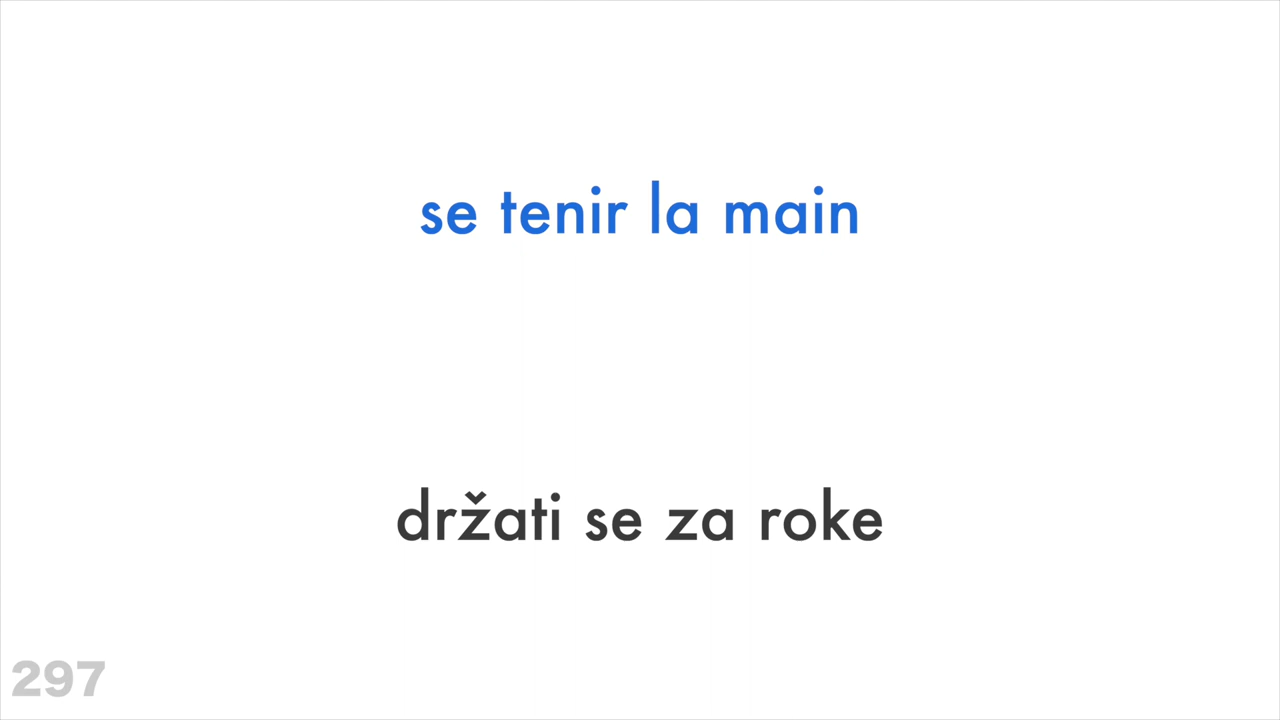 se tenir la main
držati se za roke
297